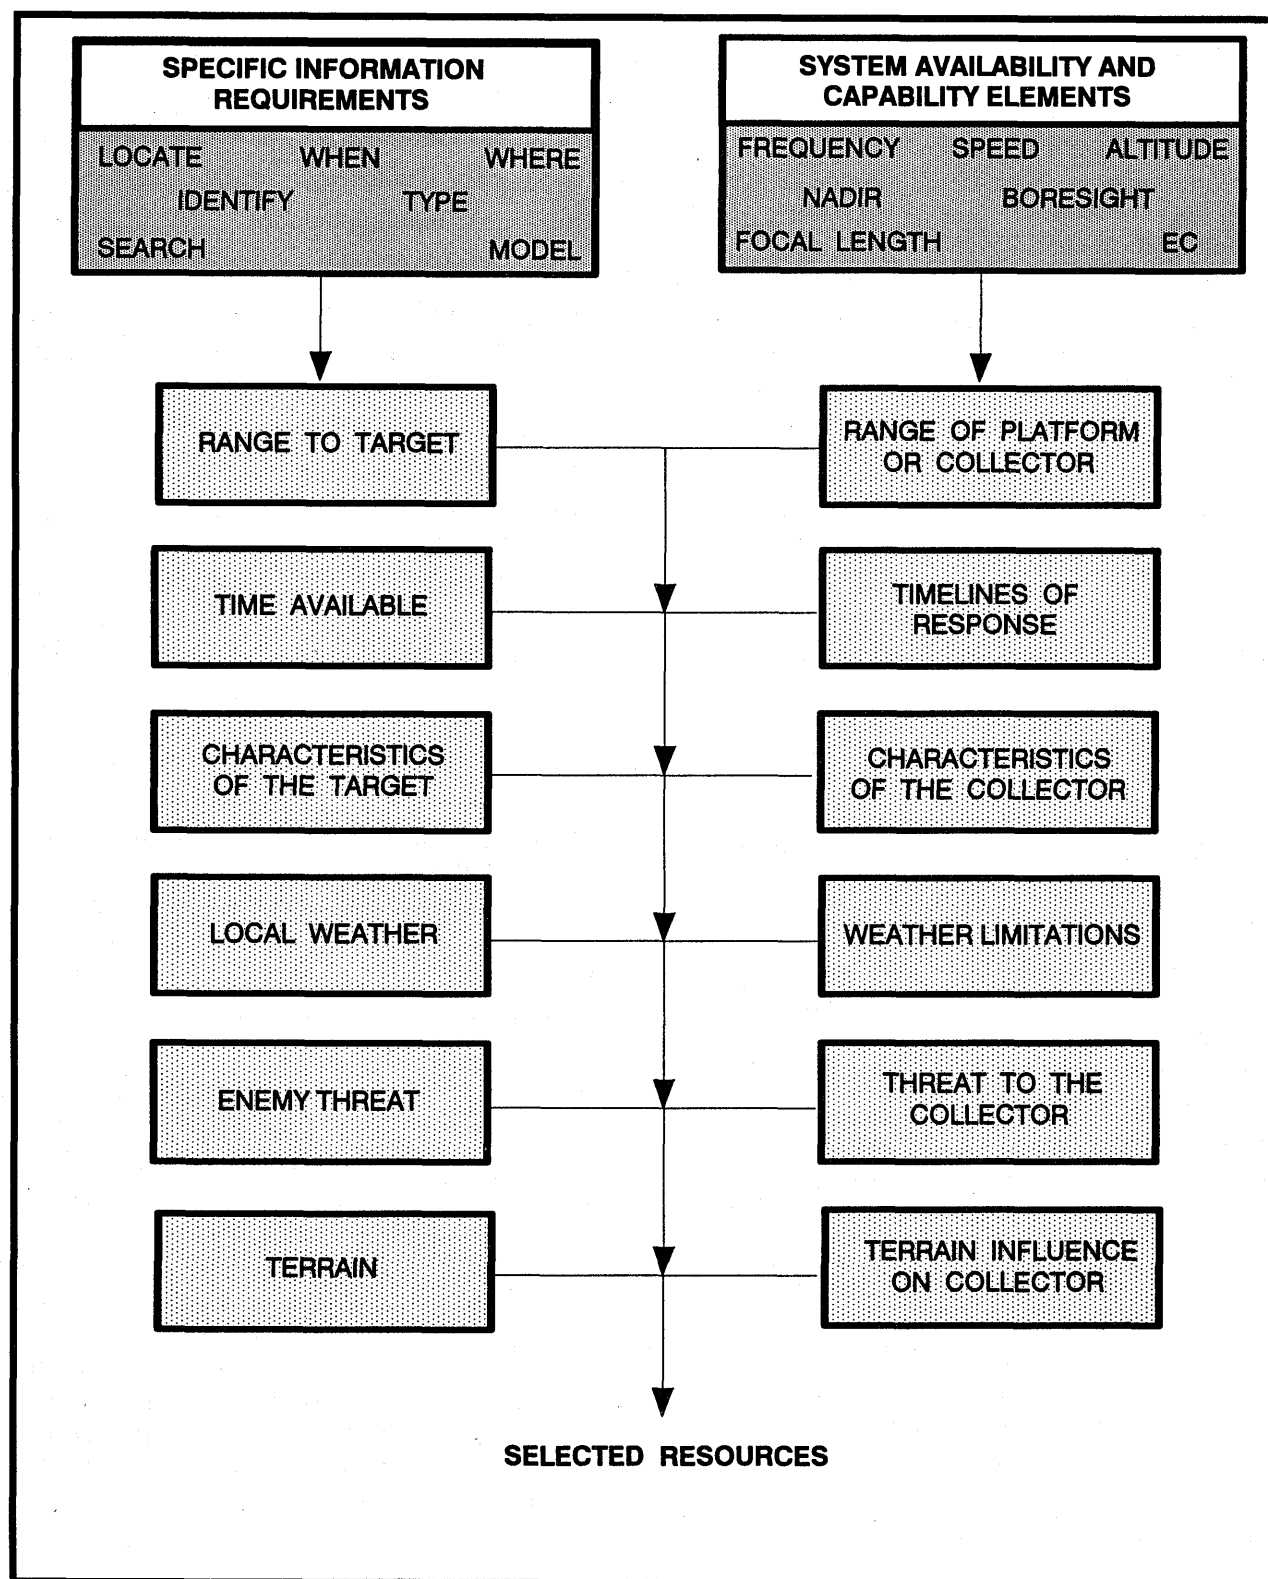 SPECIFIC INFORMATION
REQUIREMENTS
LOCATE WHEN WHERE
IDENTIFY TYPE
SEARCH MODEL
SYSTEM AVAILABILITY AND
CAPABILITY ELEMENTS
FREQUENCY SPEED ALTITUDE
NADIR BORESIGHT
FOCAL LENGTH EC
RANGE TO TARGET
RANGE OF PLATFORM
OR COLLECTOR
TIME AVAILABLE
TIMELINES OF
RESPONSE
CHARACTERISTICS
OF THE TARGET
CHARACTERISTICS
OF THE COLLECTOR
LOCAL WEATHER
WEATHER LIMITATIONS
ENEMY THREAT
THREAT TO THE
COLLECTOR
TERRAIN
TERRAIN INFLUENCE
ON COLLECTOR
SELECTED RESOURCES